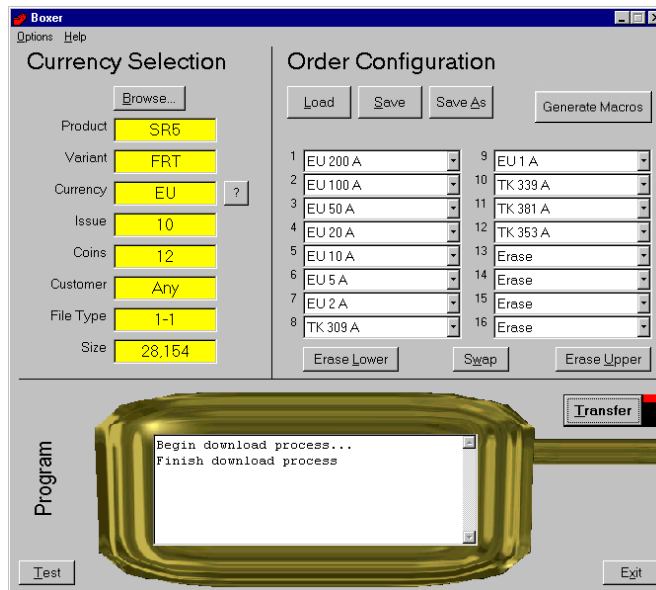 Boxer
Options Help
Currency Selection
Browse...
Product SR5
Variant FRT
Currency EU ?
Issue 10
Coins 12
Customer Any
File Type 1-1
Size 28,154
Order Configuration
Load Save Save As Generate Macros
1 EU 200 A 9 EU 1 A
2 EU 100 A 10 TK 339 A
3 EU 50 A 11 TK 381 A
4 EU 20 A 12 TK 353 A
5 EU 10 A 13 Erase
6 EU 5 A 14 Erase
7 EU 2 A 15 Erase
8 TK 309 A 16 Erase
Erase Lower Swap Erase Upper
Transfer
Program
Begin download process...
Finish download process
Test Exit